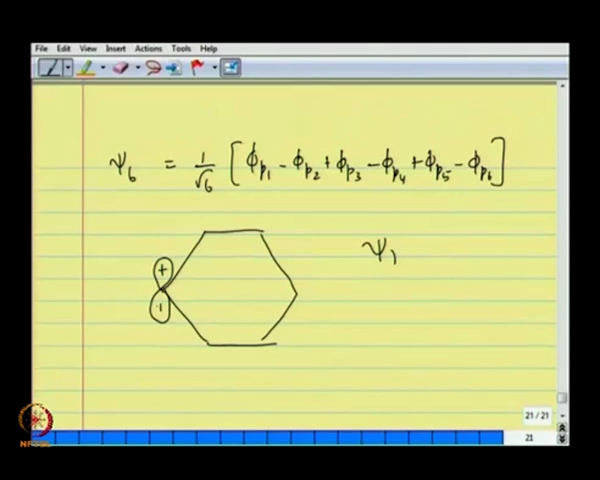 File Edit View Insert Actions Tools Help
ψ₆ = 1/√6 [ϕp₁ - ϕp₂ + ϕp₃ - ϕp₄ + ϕp₅ - ϕp₆]
ψ₁
+
-
21 / 21
21
NPTEL